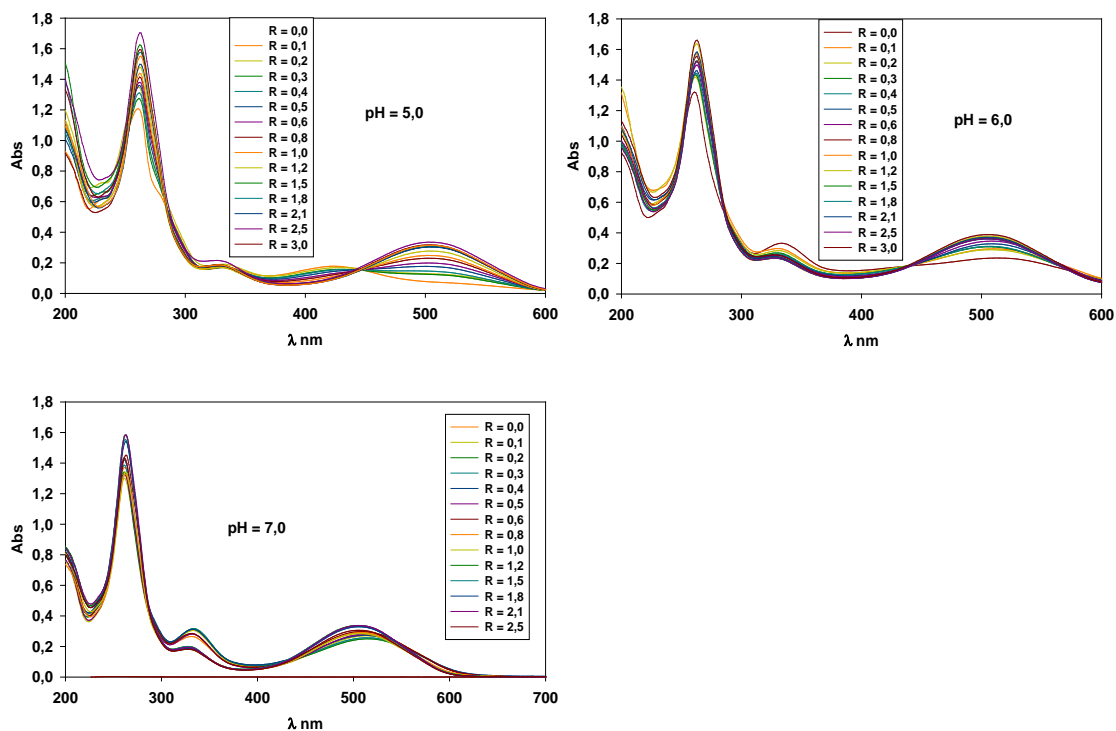 1,8
1,6
1,4
1,2
1,0
0,8
0,6
0,4
0,2
0,0
Abs
200 300 400 500 600
λ nm
pH = 5,0
R = 0,0
R = 0,1
R = 0,2
R = 0,3
R = 0,4
R = 0,5
R = 0,6
R = 0,8
R = 1,0
R = 1,2
R = 1,5
R = 1,8
R = 2,1
R = 2,5
R = 3,0
1,8
1,6
1,4
1,2
1,0
0,8
0,6
0,4
0,2
0,0
Abs
200 300 400 500 600
λ nm
pH = 6,0
R = 0,0
R = 0,1
R = 0,2
R = 0,3
R = 0,4
R = 0,5
R = 0,6
R = 0,8
R = 1,0
R = 1,2
R = 1,5
R = 1,8
R = 2,1
R = 2,5
R = 3,0
1,8
1,6
1,4
1,2
1,0
0,8
0,6
0,4
0,2
0,0
Abs
200 300 400 500 600 700
λ nm
pH = 7,0
R = 0,0
R = 0,1
R = 0,2
R = 0,3
R = 0,4
R = 0,5
R = 0,6
R = 0,8
R = 1,0
R = 1,2
R = 1,5
R = 1,8
R = 2,1
R = 2,5